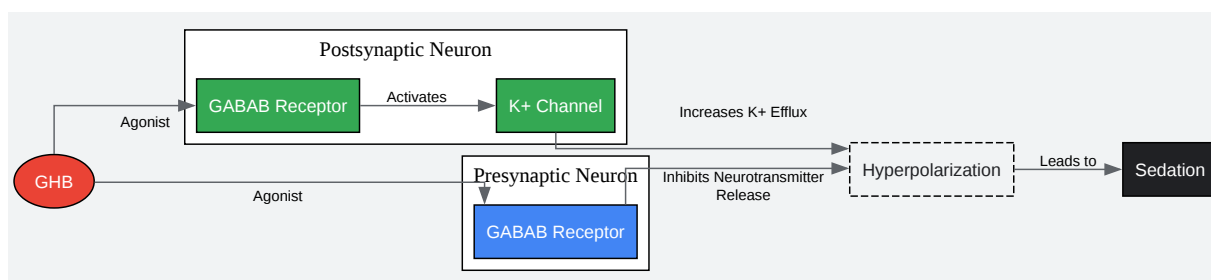 Postsynaptic Neuron
GABAB Receptor
Activates
K+ Channel
Agonist
Increases K+ Efflux
GHB
Agonist
Presynaptic Neuron
GABAB Receptor
Inhibits Neurotransmitter
Release
Hyperpolarization
Leads to
Sedation